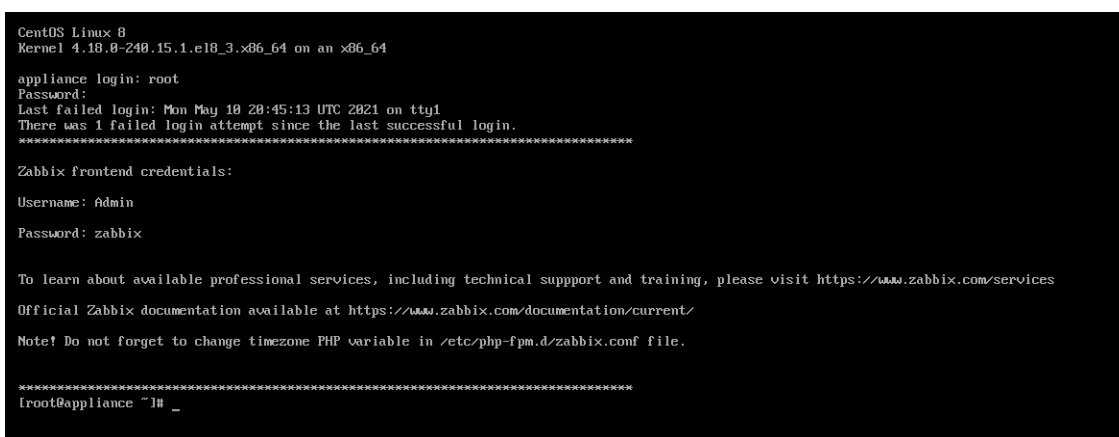 CentOS Linux 8
Kernel 4.18.0-240.15.1.el8_3.x86_64 on an x86_64
appliance login: root
Password:
Last failed login: Mon May 10 20:45:13 UTC 2021 on tty1
There was 1 failed login attempt since the last successful login.
********************************************************************************
Zabbix frontend credentials:
Username: Admin
Password: zabbix
To learn about available professional services, including technical suppport and training, please visit https://www.zabbix.com/services
Official Zabbix documentation available at https://www.zabbix.com/documentation/current/
Note! Do not forget to change timezone PHP variable in /etc/php-fpm.d/zabbix.conf file.
********************************************************************************
[root@appliance ~]# _